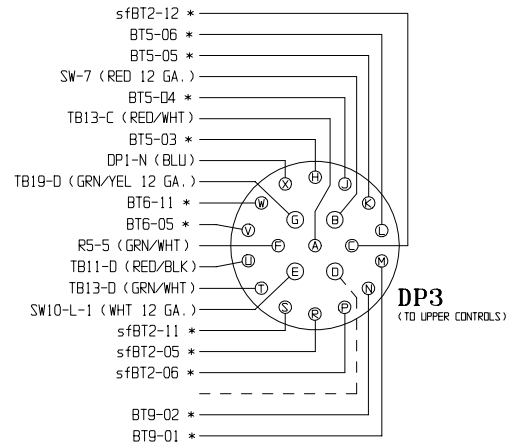 sfBT2-12 *
BT5-06 *
BT5-05 *
SW-7 (RED 12 GA.)
BT5-04 *
TB13-C (RED/WHT)
BT5-03 *
DP1-N (BLU)
TB19-D (GRN/YEL 12 GA.)
BT6-11 *
BT6-05 *
R5-5 (GRN/WHT)
TB11-D (RED/BLK)
TB13-D (GRN/WHT)
SW10-L-1 (WHT 12 GA.)
sfBT2-11 *
sfBT2-05 *
sfBT2-06 *
BT9-02 *
BT9-01 *
H
X J
W K
G B
V L
F A C
U M
E D
T N
S P
R
DP3
(TO UPPER CONTROLS)